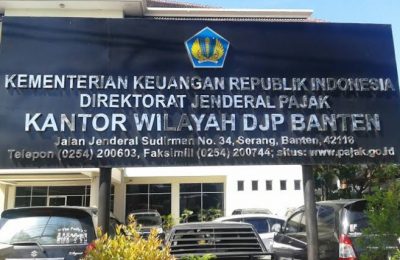 KEMENTERIAN KEUANGAN REPUBLIK INDONESIA
DIREKTORAT JENDERAL PAJAK
KANTOR WILAYAH DJP BANTEN
Jalan Jenderal Sudirman No. 34, Serang, Banten, 42118
Telepon (0254) 200603, Faksimili (0254) 200744; situs: www.pajak.go.id